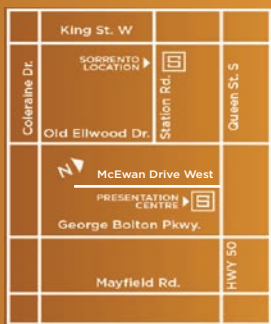 King St. W
SORRENTO
LOCATION
S
Coleraine Dr.
Station Rd.
Queen St. S
Old Ellwood Dr.
N
McEwan Drive West
PRESENTATION
CENTRE
S
George Bolton Pkwy.
HWY 50
Mayfield Rd.